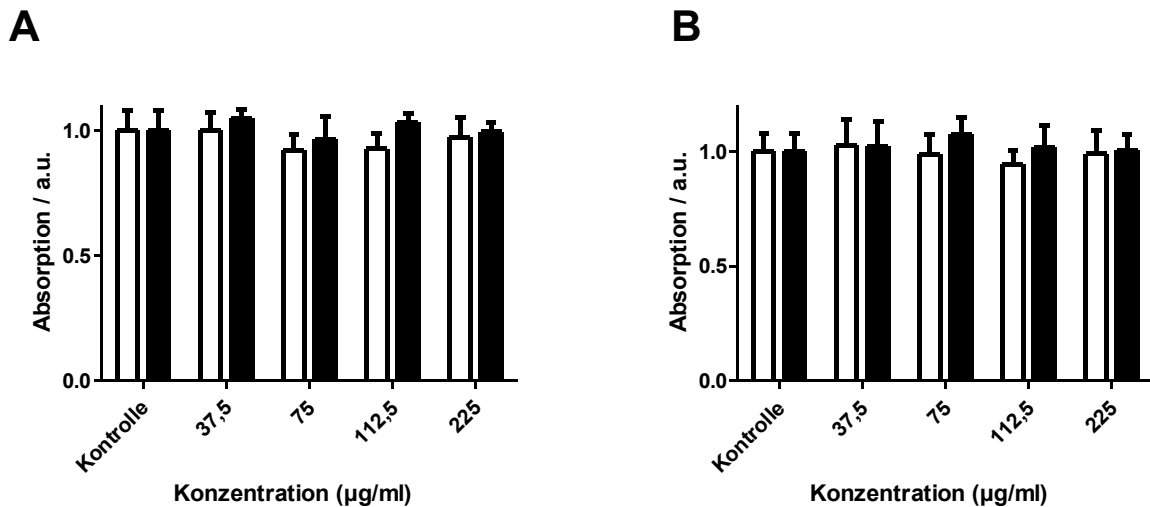 A
Absorption / a.u.
1.0
0.5
0.0
Kontrolle
37,5
75
112,5
225
Konzentration (µg/ml)
B
Absorption / a.u.
1.0
0.5
0.0
Kontrolle
37,5
75
112,5
225
Konzentration (µg/ml)